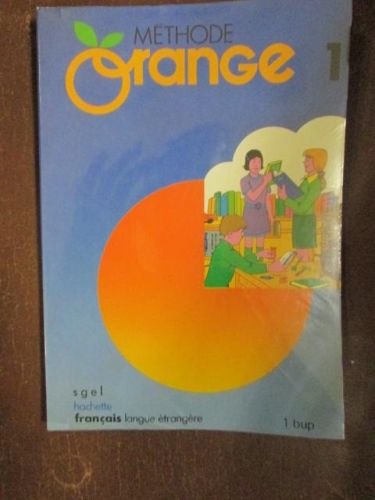 MÉTHODE
Orange 1
sgel
hachette
français langue étrangère
1 bup